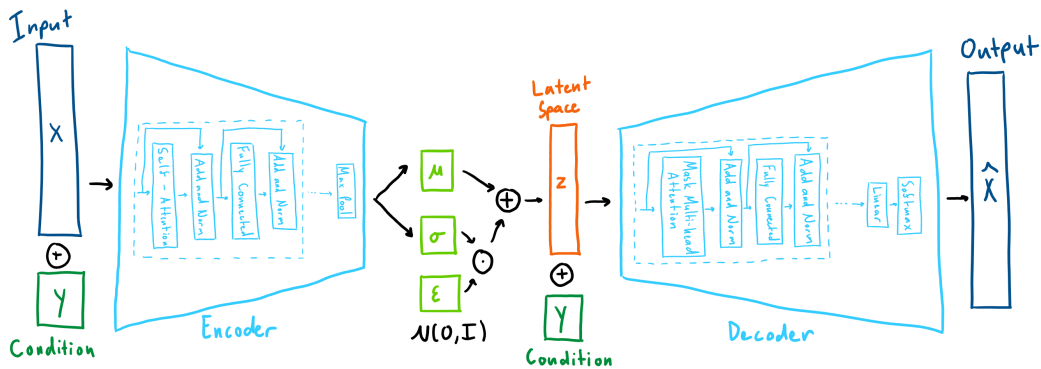 Input
X
+
Y
Condition
Self-Attention
Add and Norm
Fully Connected
Add and Norm
Max Pool
Encoder
μ
σ
ε
N(0,I)
+
·
Latent
Space
z
+
Y
Condition
Mask Multi-head
Attention
Add and Norm
Fully Connected
Add and Norm
Linear
Softmax
Decoder
Output
X̂